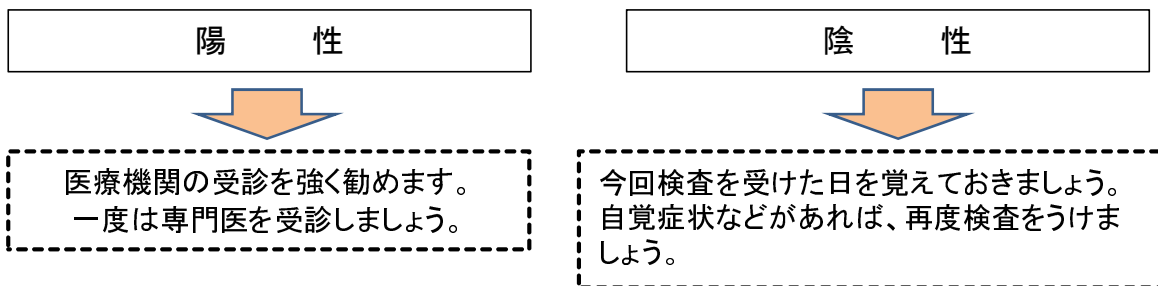 陽　　性
医療機関の受診を強く勧めます。
一度は専門医を受診しましょう。
陰　　性
今回検査を受けた日を覚えておきましょう。
自覚症状などがあれば、再度検査をうけま
しょう。